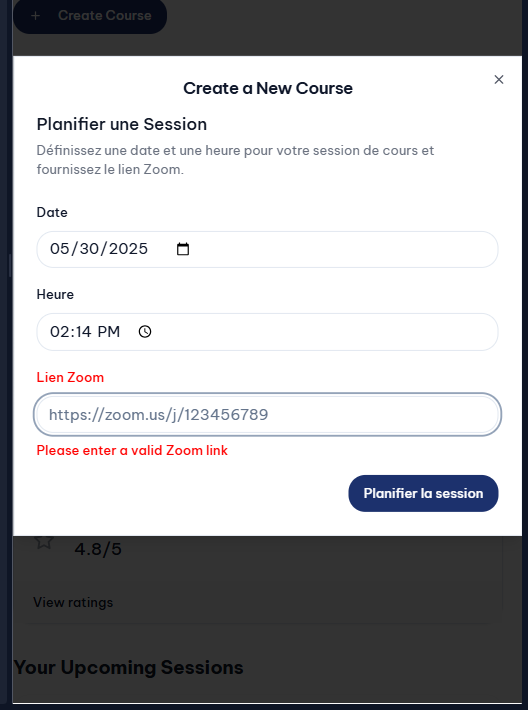 + Create Course
×
Create a New Course
Planifier une Session
Définissez une date et une heure pour votre session de cours et
fournissez le lien Zoom.
Date
05/30/2025
Heure
02:14 PM
Lien Zoom
https://zoom.us/j/123456789
Please enter a valid Zoom link
Planifier la session
4.8/5
View ratings
Your Upcoming Sessions